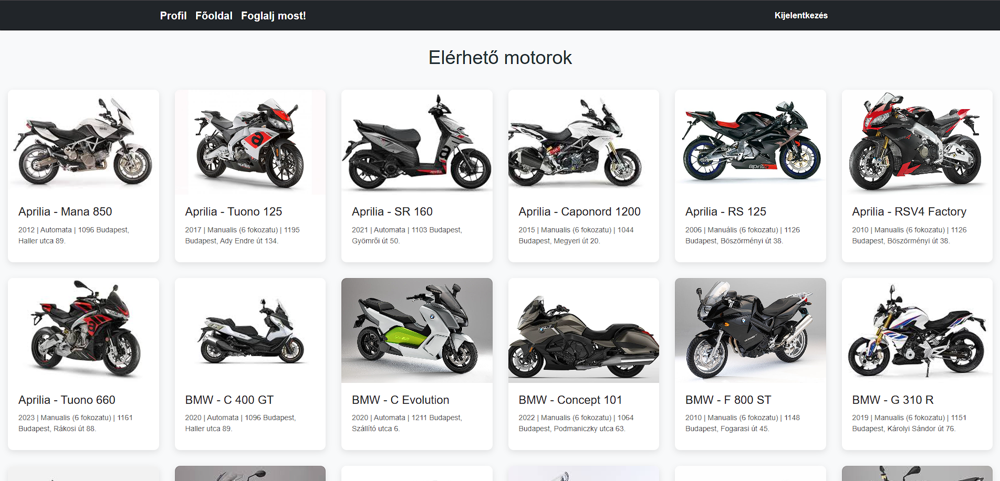 Profil Főoldal Foglalj most! Kijelentkezés
Elérhető motorok
Aprilia - Mana 850
2012 | Automata | 1096 Budapest,
Haller utca 89.
Aprilia - Tuono 125
2017 | Manualis (6 fokozatu) | 1195
Budapest, Ady Endre út 134.
Aprilia - SR 160
2021 | Automata | 1103 Budapest,
Gyömrői út 50.
Aprilia - Caponord 1200
2015 | Manualis (6 fokozatu) | 1044
Budapest, Megyeri út 20.
Aprilia - RS 125
2006 | Manuális (6 fokozatu) | 1126
Budapest, Böszörményi út 38.
Aprilia - RSV4 Factory
2010 | Manualis (6 fokozatu) | 1126
Budapest, Böszörményi út 38.
Aprilia - Tuono 660
2023 | Manualis (6 fokozatu) | 1161
Budapest, Rákosi út 88.
BMW - C 400 GT
2020 | Automata | 1096 Budapest,
Haller utca 89.
BMW - C Evolution
2020 | Automata | 1211 Budapest,
Szállító utca 6.
BMW - Concept 101
2022 | Manualis (6 fokozatu) | 1064
Budapest, Podmaniczky utca 63.
BMW - F 800 ST
2010 | Manualis (6 fokozatu) | 1148
Budapest, Fogarasi út 45.
BMW - G 310 R
2019 | Manualis (6 fokozatu) | 1151
Budapest, Károlyi Sándor út 76.